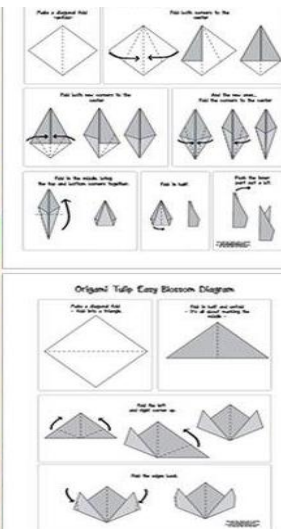 Make a diagonal fold
Fold both corners to the
center
Fold both new corners to the
center
And the new ones...
Fold the corners to the center
Fold in the middle, bring
the top and bottom corners together.
Fold in half.
Push the inner
part out a bit.
Origami Tulip Easy Blossom Diagram
Make a diagonal fold
- fold into a triangle.
Fold in half and unfold
- it's all about marking the
middle -
Fold the left
and right corner up.
Fold the edges back.